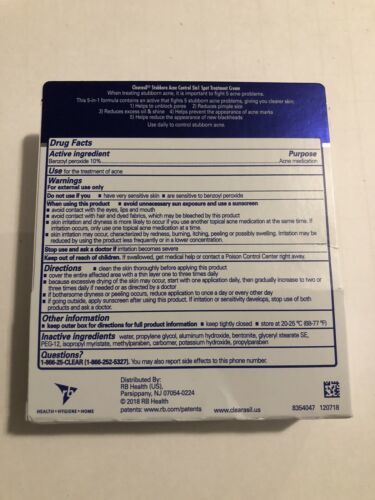 Clearasil® Stubborn Acne Control 5in1 Spot Treatment Cream
When treating stubborn acne, it is important to fight 5 acne problems.
This 5-in-1 formula contains an active that fights 5 stubborn acne problems, giving you clearer skin:
1) Helps to unblock pores 2) Reduces pimple size
3) Reduces excess oil & shine 4) Helps prevent the appearance of acne marks
5) Helps reduce the appearance of new blackheads
Use daily to control stubborn acne.
Drug Facts
Active ingredient Purpose
Benzoyl peroxide 10% Acne medication
Use for the treatment of acne
Warnings
For external use only
Do not use if you ▪ have very sensitive skin ▪ are sensitive to benzoyl peroxide
When using this product ▪ avoid unnecessary sun exposure and use a sunscreen
▪ avoid contact with the eyes, lips and mouth
▪ avoid contact with hair and dyed fabrics, which may be bleached by this product
▪ skin irritation and dryness is more likely to occur if you use another topical acne medication at the same time. If
irritation occurs, only use one topical acne medication at a time.
▪ skin irritation may occur, characterized by redness, burning, itching, peeling or possibly swelling. Irritation may be
reduced by using the product less frequently or in a lower concentration.
Stop use and ask a doctor if irritation becomes severe
Keep out of reach of children. If swallowed, get medical help or contact a Poison Control Center right away.
Directions ▪ clean the skin thoroughly before applying this product
▪ cover the entire affected area with a thin layer one to three times daily
▪ because excessive drying of the skin may occur, start with one application daily, then gradually increase to two or
three times daily if needed or as directed by a doctor
▪ if bothersome dryness or peeling occurs, reduce application to once a day or every other day
▪ if going outside, apply sunscreen after using this product. If irritation or sensitivity develops, stop use of both
products and ask a doctor.
Other information
▪ keep outer box for directions for full product information ▪ keep tightly closed ▪ store at 20-25 °C (68-77 °F)
Inactive ingredients water, propylene glycol, aluminum hydroxide, bentonite, glyceryl stearate SE,
PEG-12, isopropyl myristate, methylparaben, carbomer, potassium hydroxide, propylparaben
Questions?
1-866-25-CLEAR (1-866-252-5327). You may also report side effects to this phone number.
rb
HEALTH • HYGIENE • HOME
Distributed By:
RB Health (US),
Parsippany, NJ 07054-0224
© 2018 RB Health
patents: www.rb.com/patents
www.clearasil.us
8354047 120718